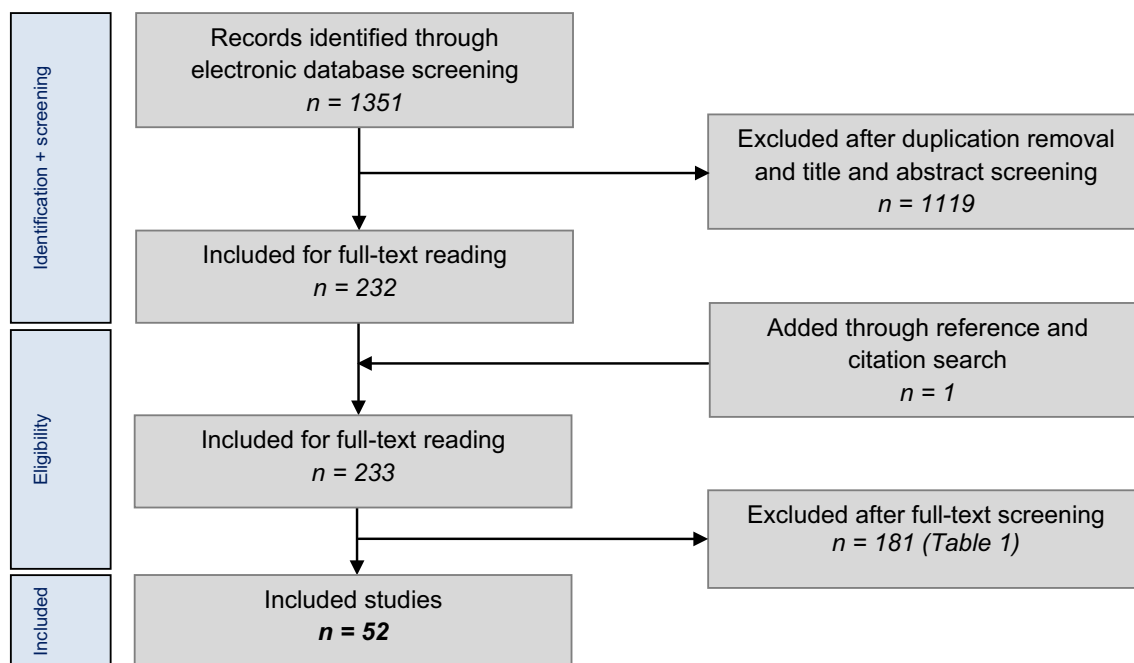 Identification + screening
Records identified through
electronic database screening
n = 1351
Excluded after duplication removal
and title and abstract screening
n = 1119
Included for full-text reading
n = 232
Eligibility
Added through reference and
citation search
n = 1
Included for full-text reading
n = 233
Excluded after full-text screening
n = 181 (Table 1)
Included
Included studies
n = 52